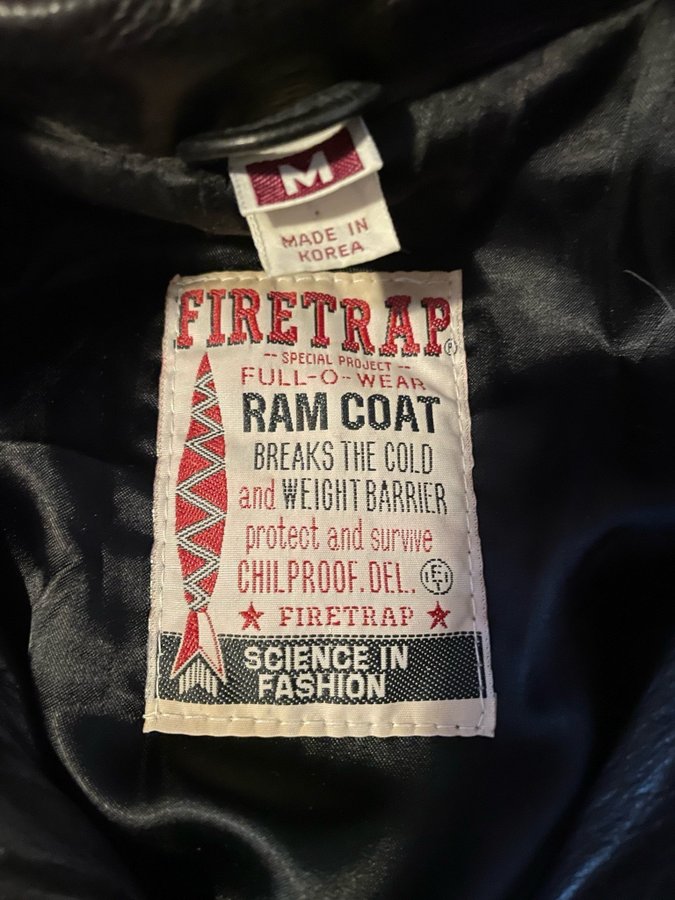 M
MADE IN
KOREA
FIRETRAP®
-- SPECIAL PROJECT --
FULL-O-WEAR
RAM COAT
BREAKS THE COLD
and WEIGHT BARRIER
protect and survive
CHILPROOF.DEL.
★ FIRETRAP ★
SCIENCE IN
FASHION